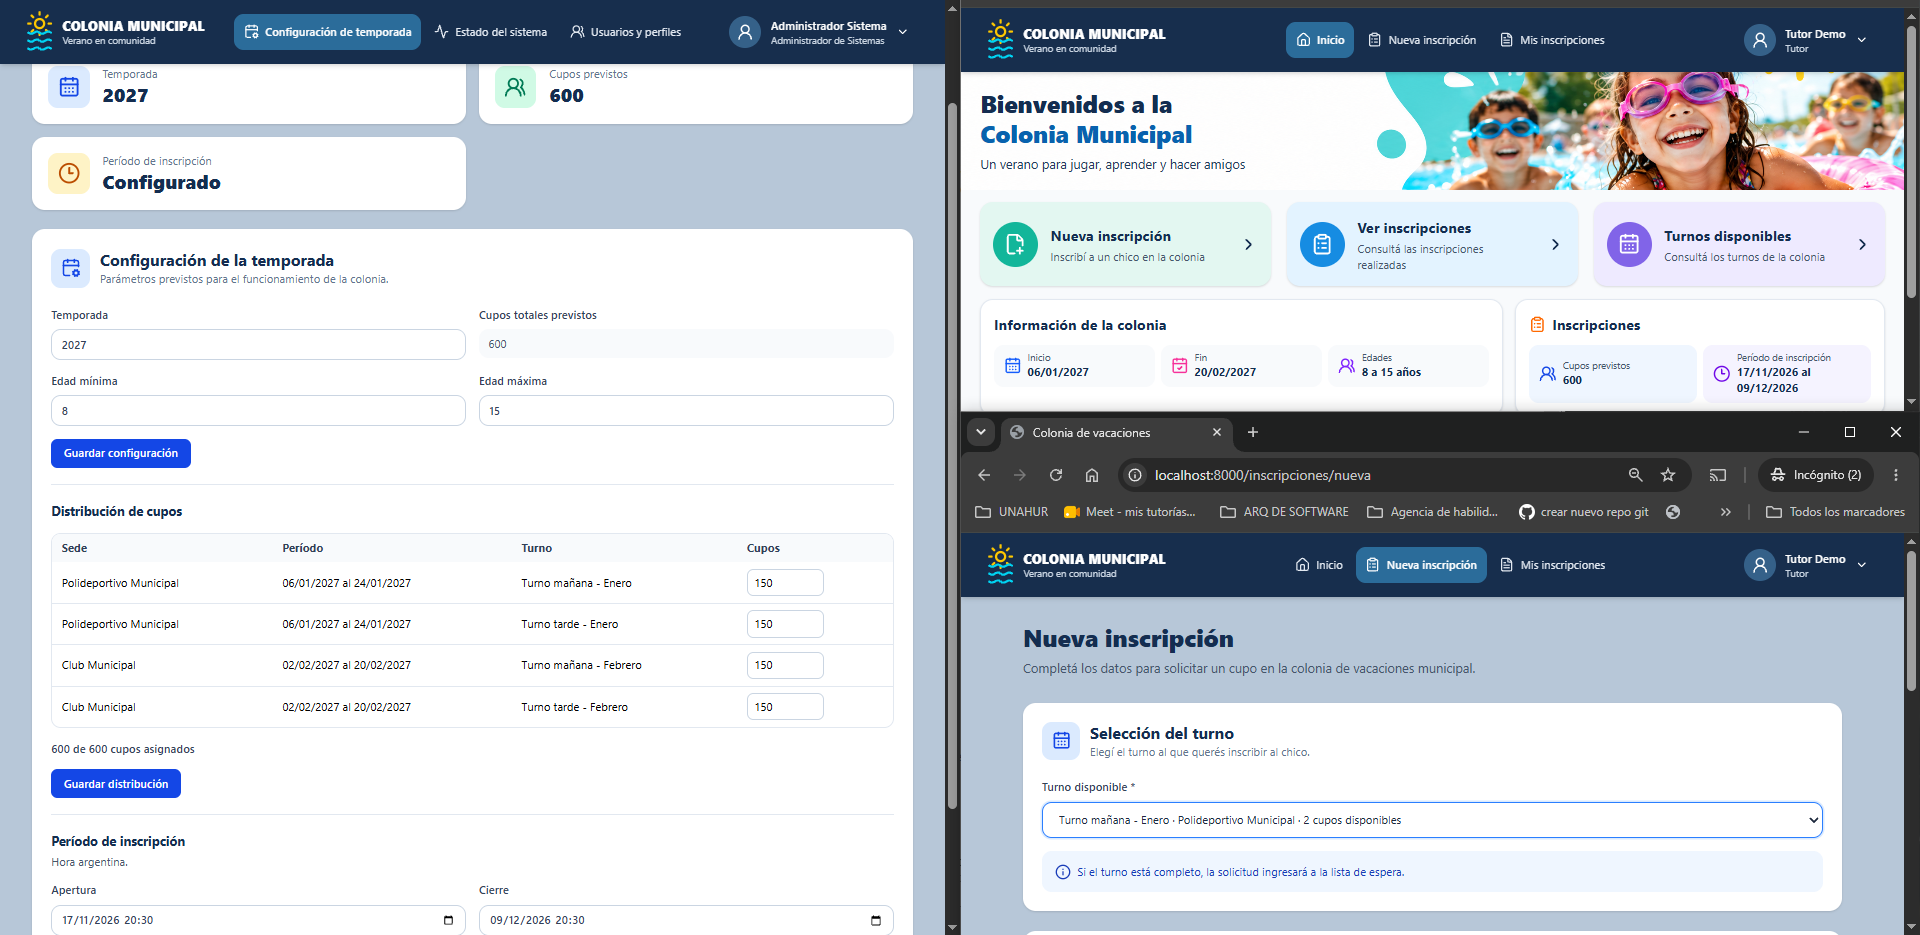 COLONIA MUNICIPAL
Verano en comunidad
Configuración de temporada
Estado del sistema
Usuarios y perfiles
Administrador Sistema
Administrador de Sistemas
Temporada
2027
Cupos previstos
600
Período de inscripción
Configurado
Configuración de la temporada
Parámetros previstos para el funcionamiento de la colonia.
Temporada
Cupos totales previstos
2027
600
Edad mínima
Edad máxima
8
15
Guardar configuración
Distribución de cupos
Sede Período Turno Cupos
Polideportivo Municipal 06/01/2027 al 24/01/2027 Turno mañana - Enero 150
Polideportivo Municipal 06/01/2027 al 24/01/2027 Turno tarde - Enero 150
Club Municipal 02/02/2027 al 20/02/2027 Turno mañana - Febrero 150
Club Municipal 02/02/2027 al 20/02/2027 Turno tarde - Febrero 150
600 de 600 cupos asignados
Guardar distribución
Período de inscripción
Hora argentina.
Apertura
Cierre
17/11/2026 20:30
09/12/2026 20:30
COLONIA MUNICIPAL
Verano en comunidad
Inicio
Nueva inscripción
Mis inscripciones
Tutor Demo
Tutor
Bienvenidos a la
Colonia Municipal
Un verano para jugar, aprender y hacer amigos
Nueva inscripción
Inscribí a un chico en la colonia
Ver inscripciones
Consultá las inscripciones
realizadas
Turnos disponibles
Consultá los turnos de la colonia
Información de la colonia
Inicio
06/01/2027
Fin
20/02/2027
Edades
8 a 15 años
Inscripciones
Cupos previstos
600
Período de inscripción
17/11/2026 al
09/12/2026
Colonia de vacaciones
localhost:8000/inscripciones/nueva
Incógnito (2)
UNAHUR
Meet - mis tutorías...
ARQ DE SOFTWARE
Agencia de habilid...
crear nuevo repo git
Todos los marcadores
COLONIA MUNICIPAL
Verano en comunidad
Inicio
Nueva inscripción
Mis inscripciones
Tutor Demo
Tutor
Nueva inscripción
Completá los datos para solicitar un cupo en la colonia de vacaciones municipal.
Selección del turno
Elegí el turno al que querés inscribir al chico.
Turno disponible *
Turno mañana - Enero · Polideportivo Municipal · 2 cupos disponibles
Si el turno está completo, la solicitud ingresará a la lista de espera.